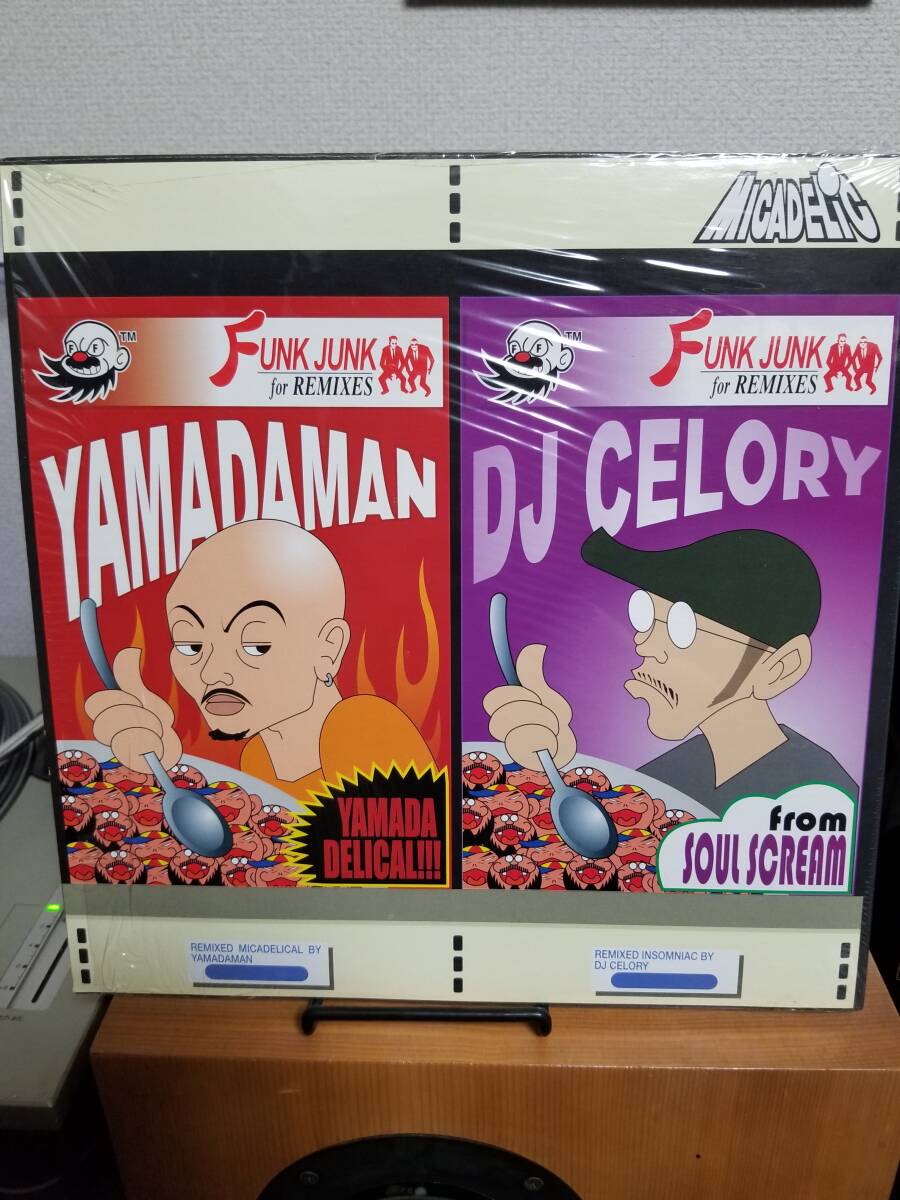 MICADELIC
TM
FUNK JUNK
for REMIXES
YAMADAMAN
YAMADA
DELICAL!!!
REMIXED MICADELICAL BY
YAMADAMAN
FUNK JUNK
for REMIXES
DJ CELORY
from
SOUL SCREAM
REMIXED INSOMNIAC BY
DJ CELORY